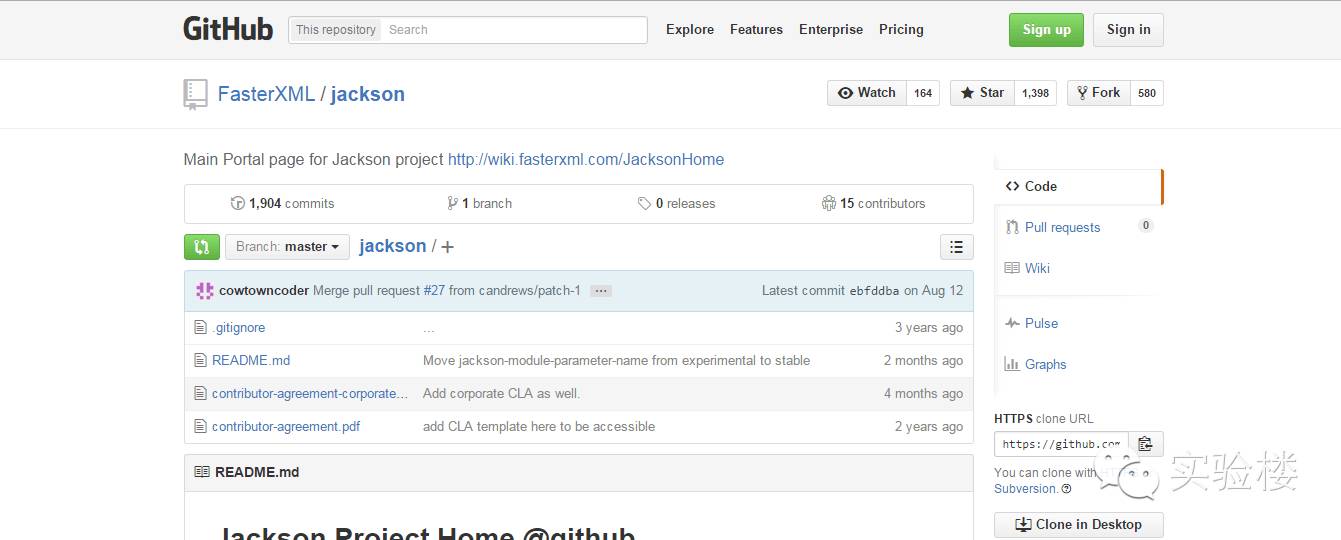 GitHub This repository Search Explore Features Enterprise Pricing Sign up Sign in
FasterXML / jackson Watch 164 Star 1,398 Fork 580
Main Portal page for Jackson project http://wiki.fasterxml.com/JacksonHome
1,904 commits 1 branch 0 releases 15 contributors
Branch: master jackson / +
cowtowncoder Merge pull request #27 from candrews/patch-1 ... Latest commit ebfddba on Aug 12
.gitignore ... 3 years ago
README.md Move jackson-module-parameter-name from experimental to stable 2 months ago
contributor-agreement-corporate... Add corporate CLA as well. 4 months ago
contributor-agreement.pdf add CLA template here to be accessible 2 years ago
README.md
Jackson Project Home @github
Code
Pull requests 0
Wiki
Pulse
Graphs
HTTPS clone URL
https://github.com
You can clone with
Subversion.
Clone in Desktop
实验楼